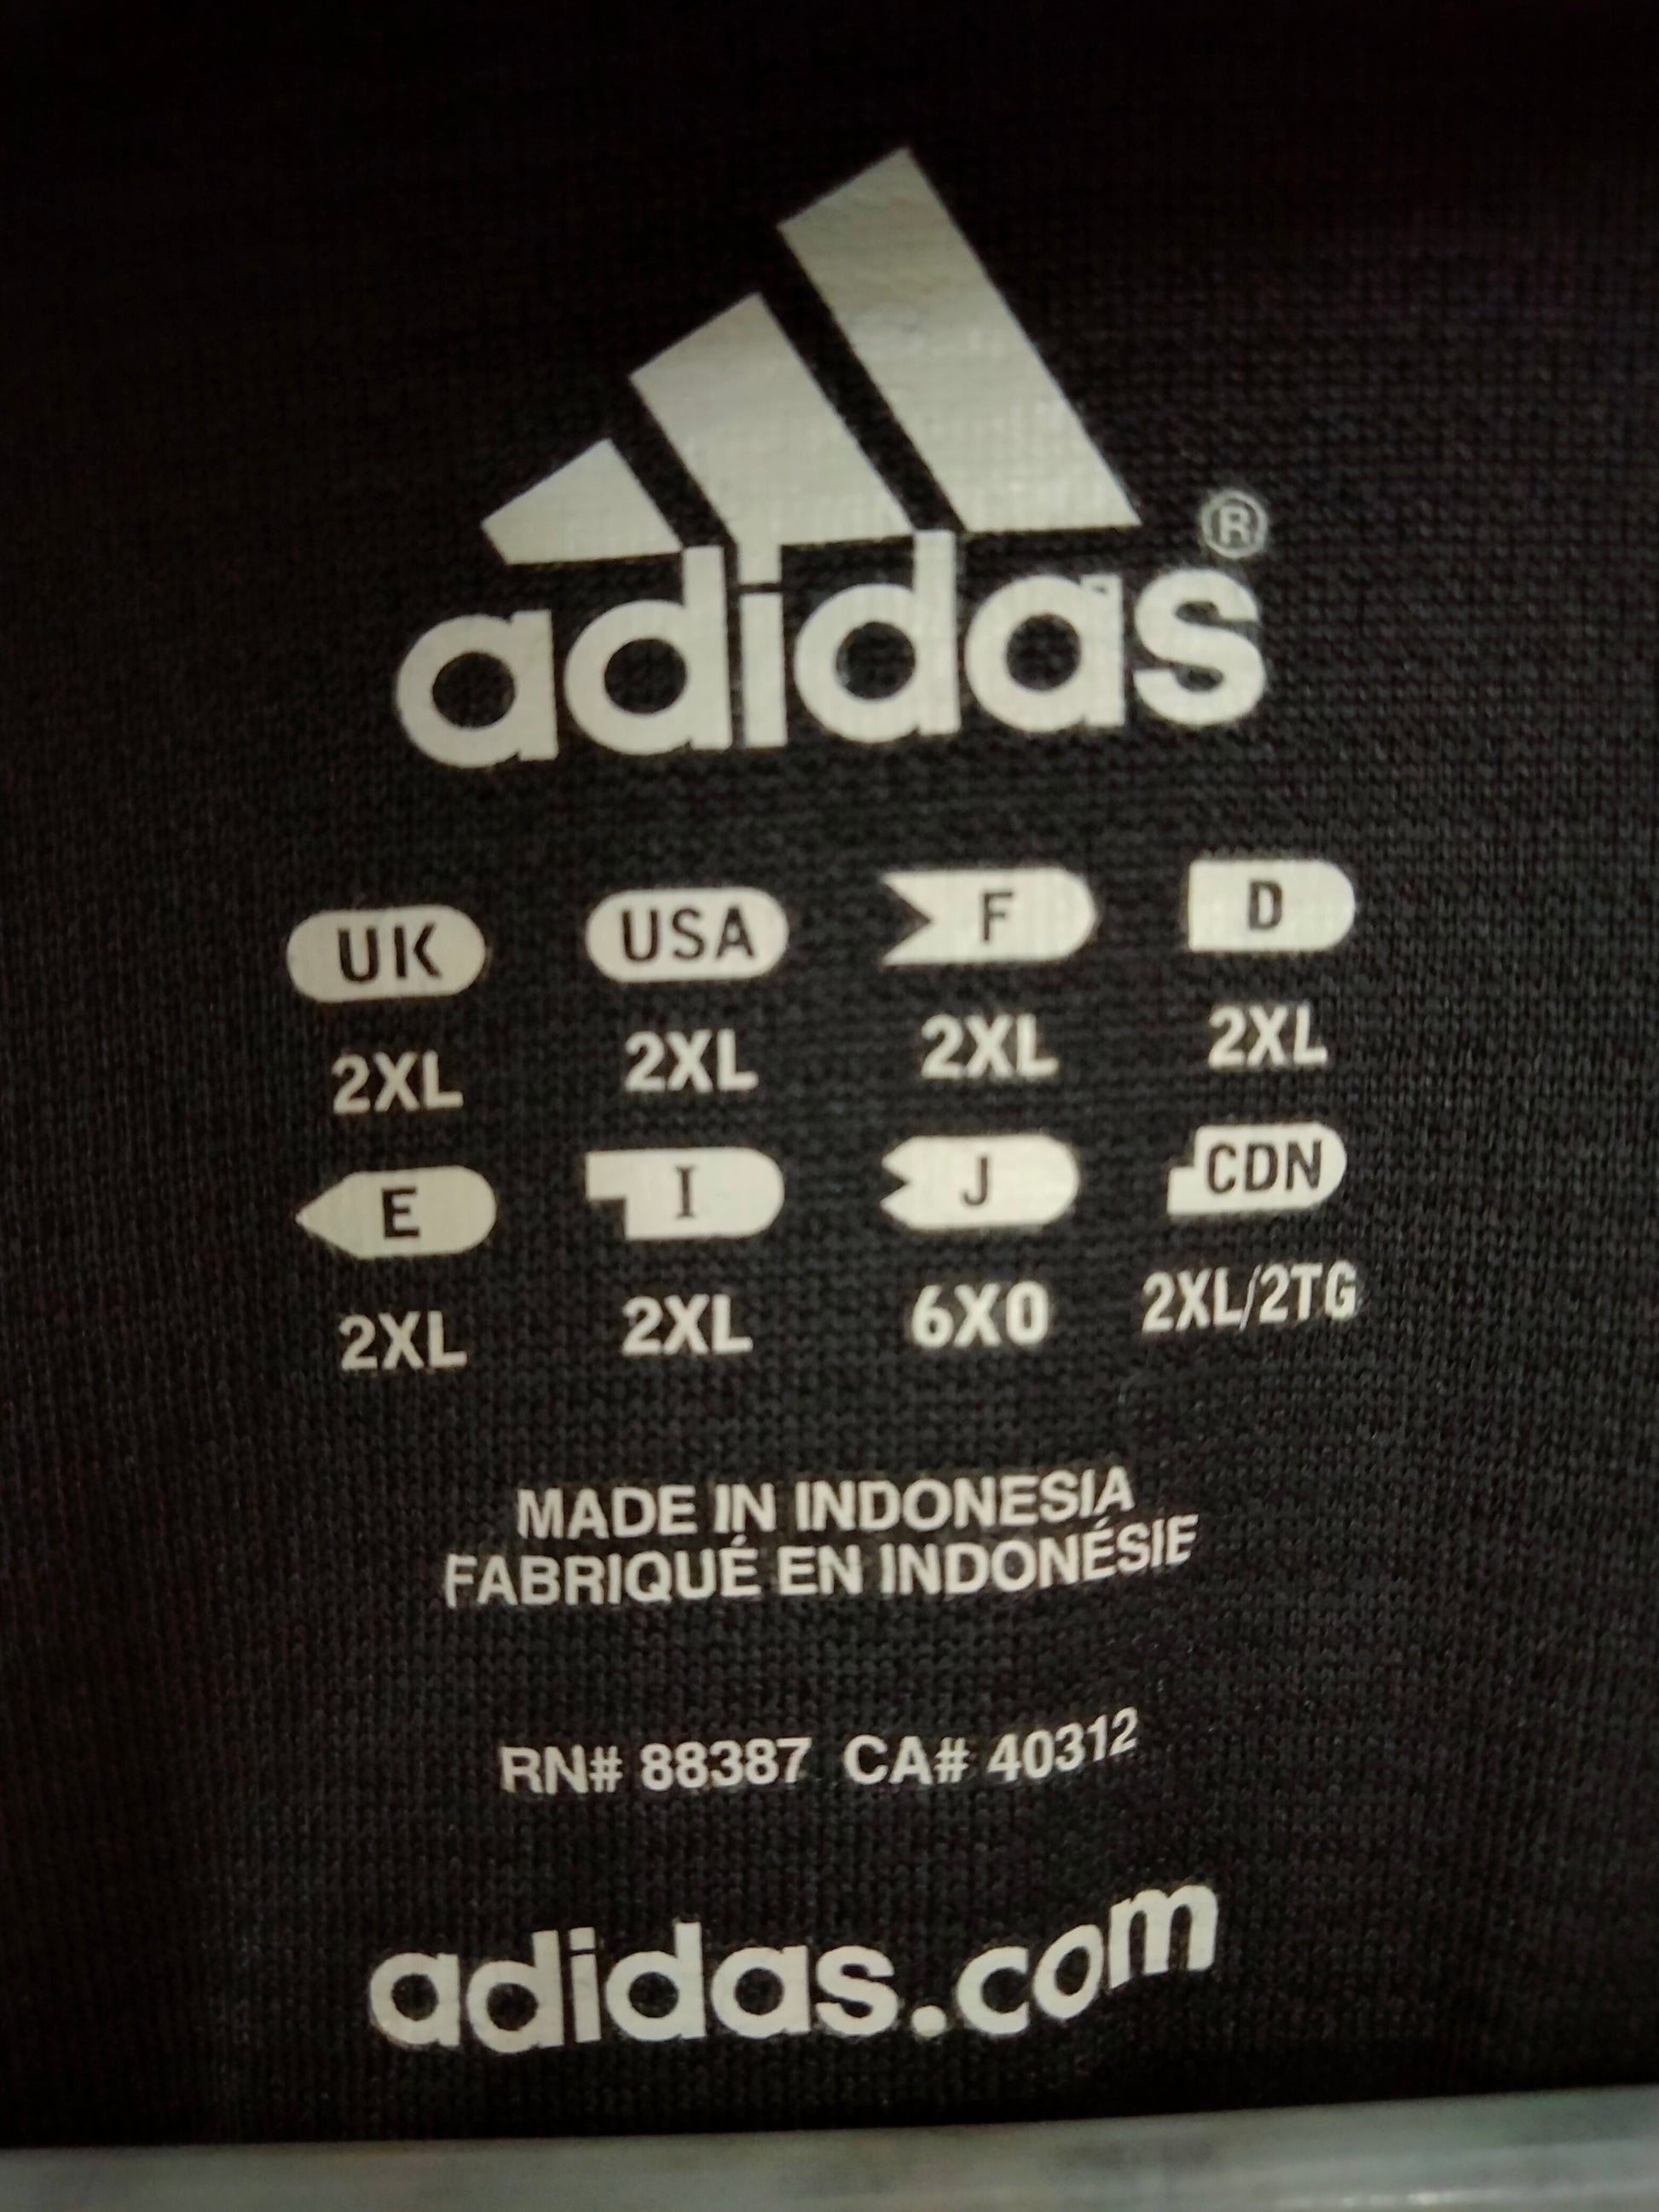 adidas®
UK USA F D
2XL 2XL 2XL 2XL
E I J CDN
2XL 2XL 6XO 2XL/2TG
MADE IN INDONESIA
FABRIQUÉ EN INDONÉSIE
RN# 88387 CA# 40312
adidas.com